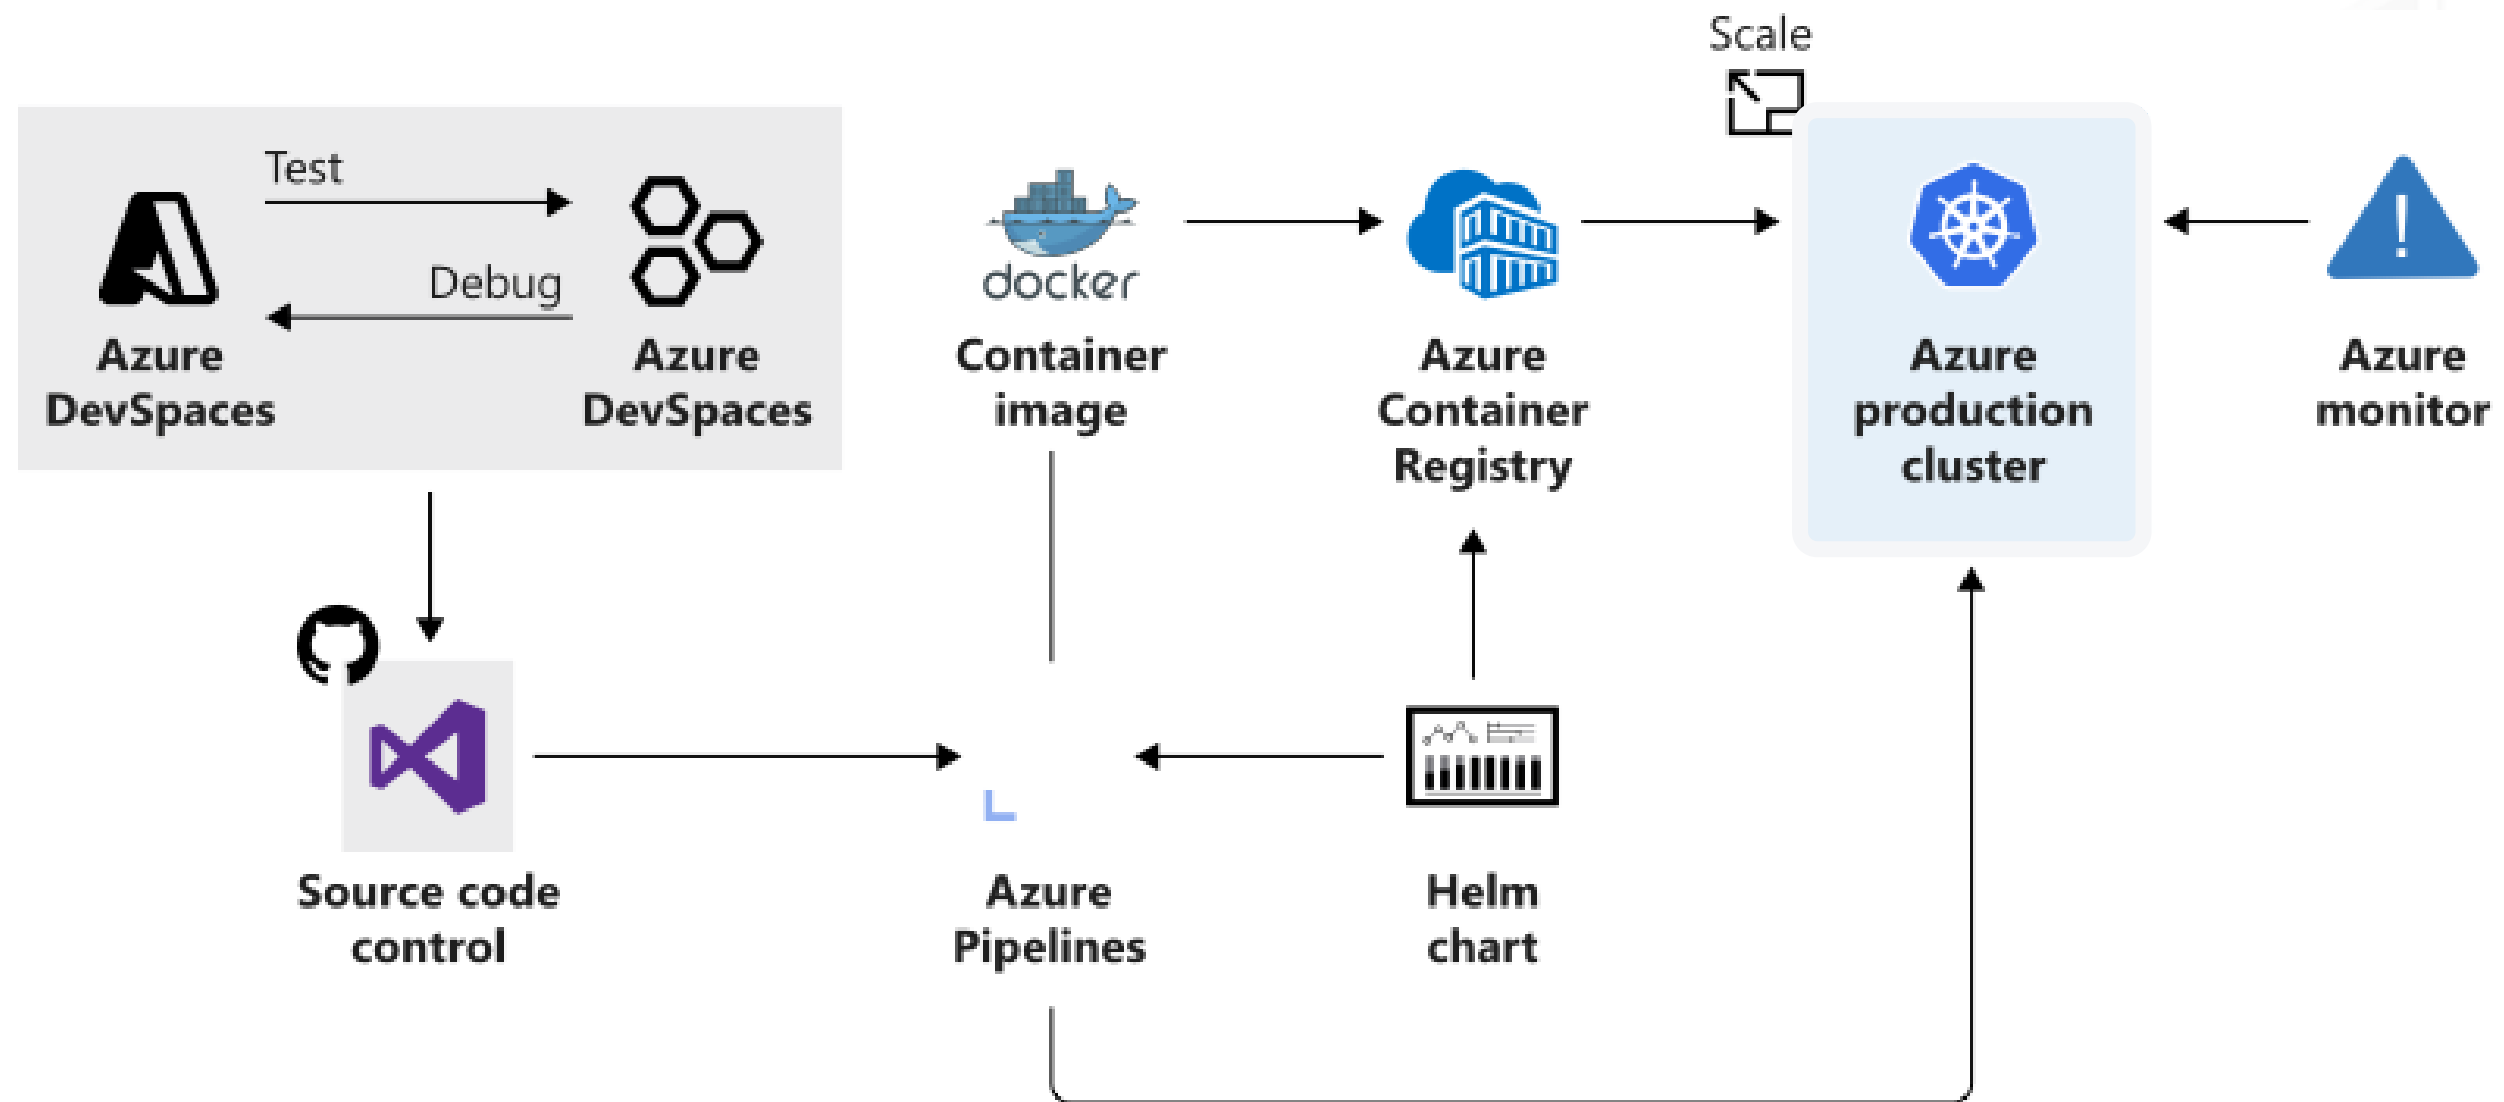 Scale
Test
Debug
Azure
DevSpaces
Azure
DevSpaces
docker
Container
image
Azure
Container
Registry
Azure
production
cluster
Azure
monitor
Source code
control
Azure
Pipelines
Helm
chart